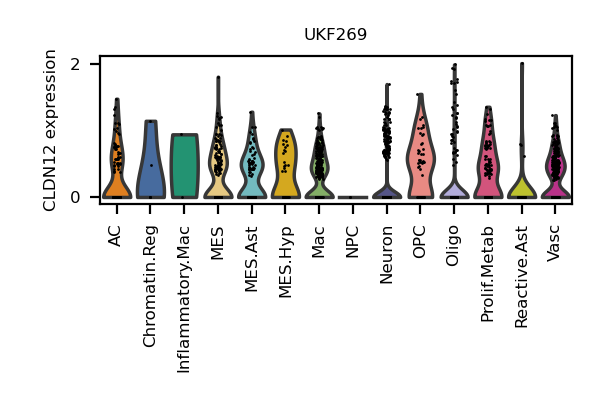 UKF269
CLDN12 expression
2
0
AC
Chromatin.Reg
Inflammatory.Mac
MES
MES.Ast
MES.Hyp
Mac
NPC
Neuron
OPC
Oligo
Prolif.Metab
Reactive.Ast
Vasc